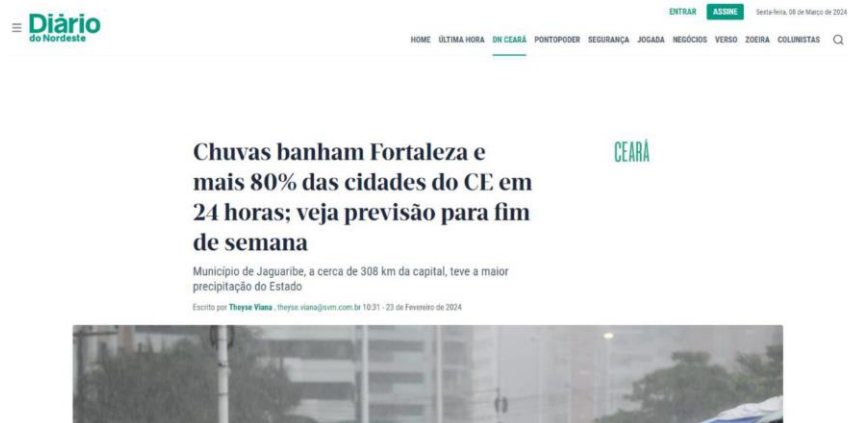 Diário
do Nordeste
ENTRAR ASSINE Sexta-feira, 08 de Março de 2024
HOME ÚLTIMA HORA DN CEARÁ PONTOPODER SEGURANÇA JOGADA NEGÓCIOS VERSO ZOEIRA COLUNISTAS
Chuvas banham Fortaleza e
mais 80% das cidades do CE em
24 horas; veja previsão para fim
de semana
CEARÁ
Município de Jaguaribe, a cerca de 308 km da capital, teve a maior
precipitação do Estado
Escrito por Theyse Viana , theyse.viana@svm.com.br 10:31 - 23 de Fevereiro de 2024